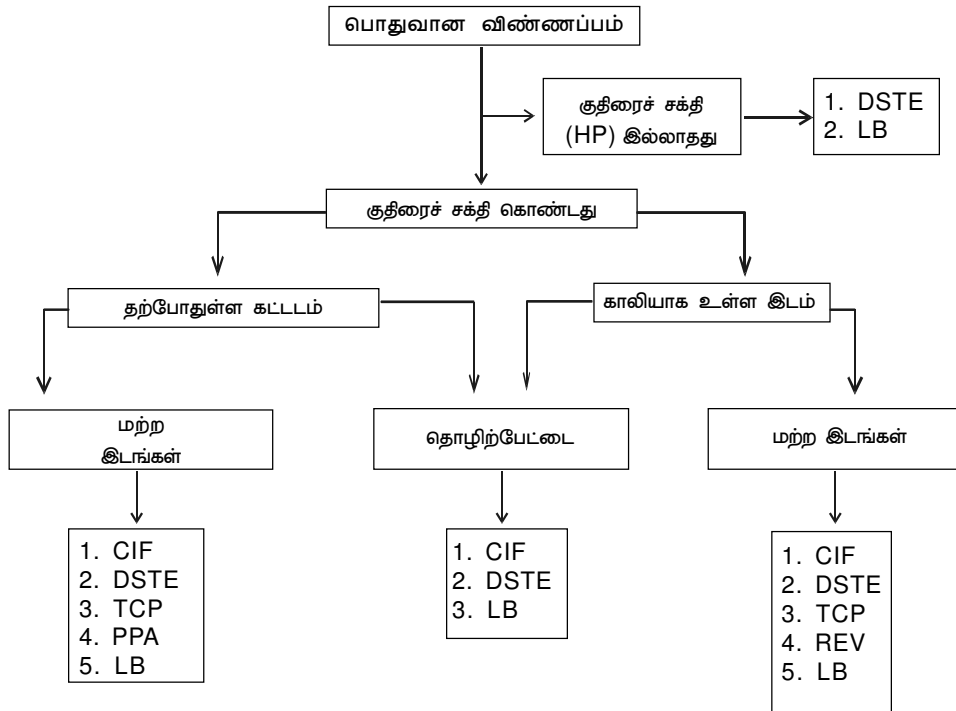 பொதுவான விண்ணப்பம்
குதிரைச் சக்தி
(HP) இல்லாதது
1. DSTE
2. LB
குதிரைச் சக்தி கொண்டது
தற்போதுள்ள கட்டடம்
காலியாக உள்ள இடம்
மற்ற
இடங்கள்
தொழிற்பேட்டை
மற்ற இடங்கள்
1. CIF
2. DSTE
3. TCP
4. PPA
5. LB
1. CIF
2. DSTE
3. LB
1. CIF
2. DSTE
3. TCP
4. REV
5. LB